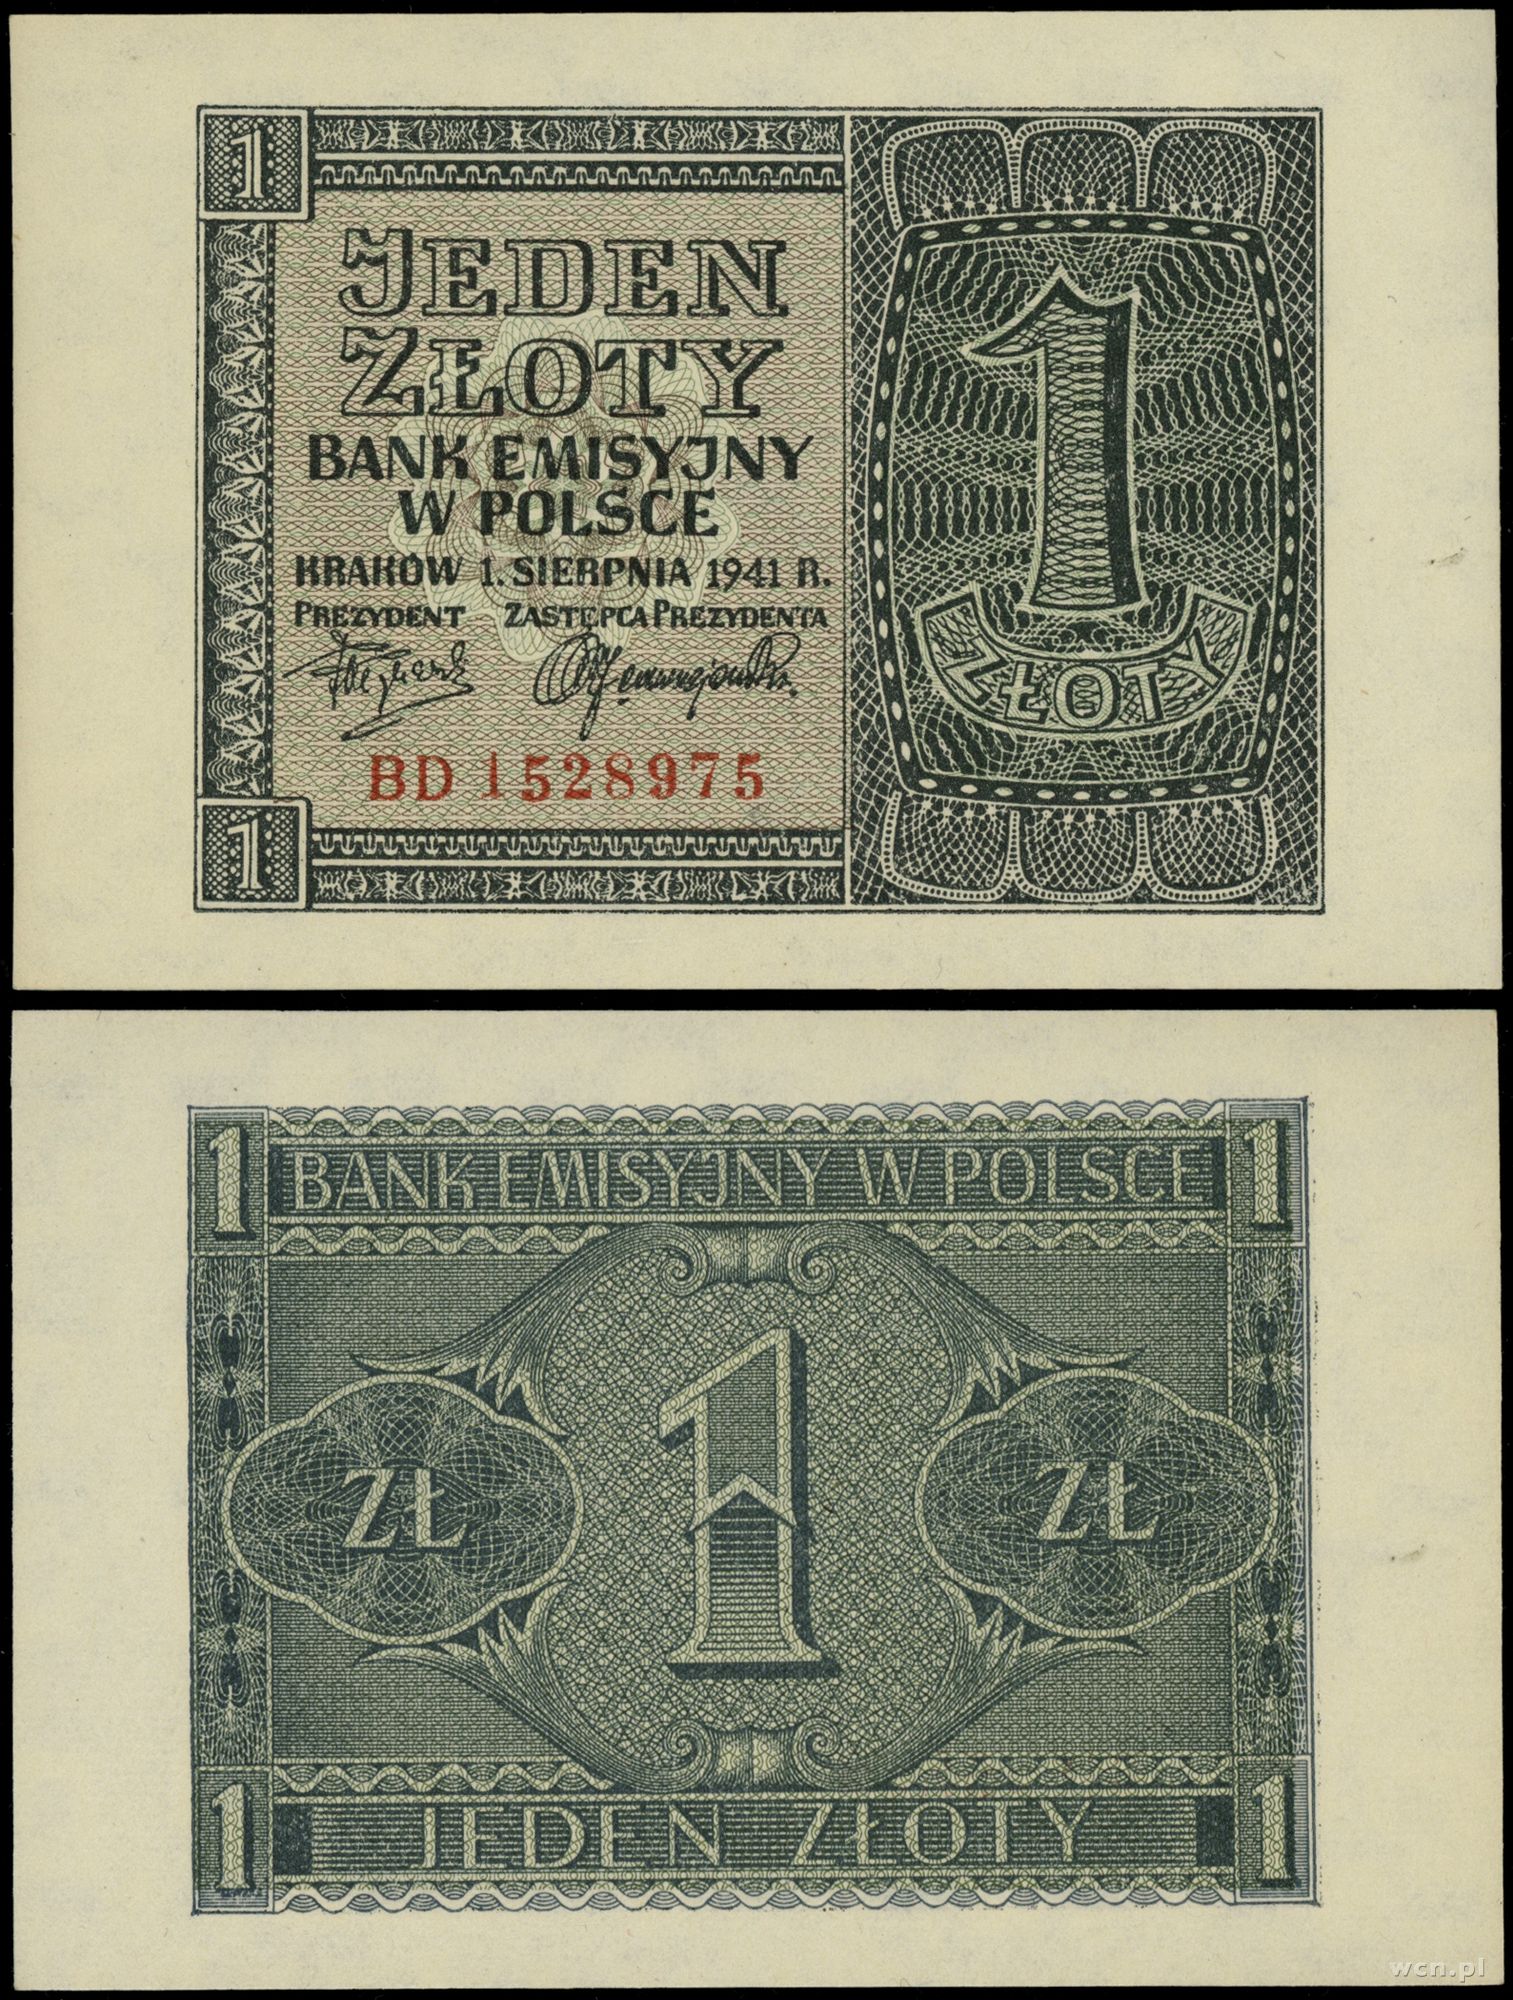 1
JEDEN
ZŁOTY
BANK EMISYJNY
W POLSCE
KRAKÓW 1. SIERPNIA 1941 R.
PREZYDENT ZASTĘPCA PREZYDENTA
BD 1528975
1
1
ZŁOTY
1 BANK EMISYJNY W POLSCE 1
ZŁ 1 ZŁ
1 JEDEN ZŁOTY 1
wcn.pl